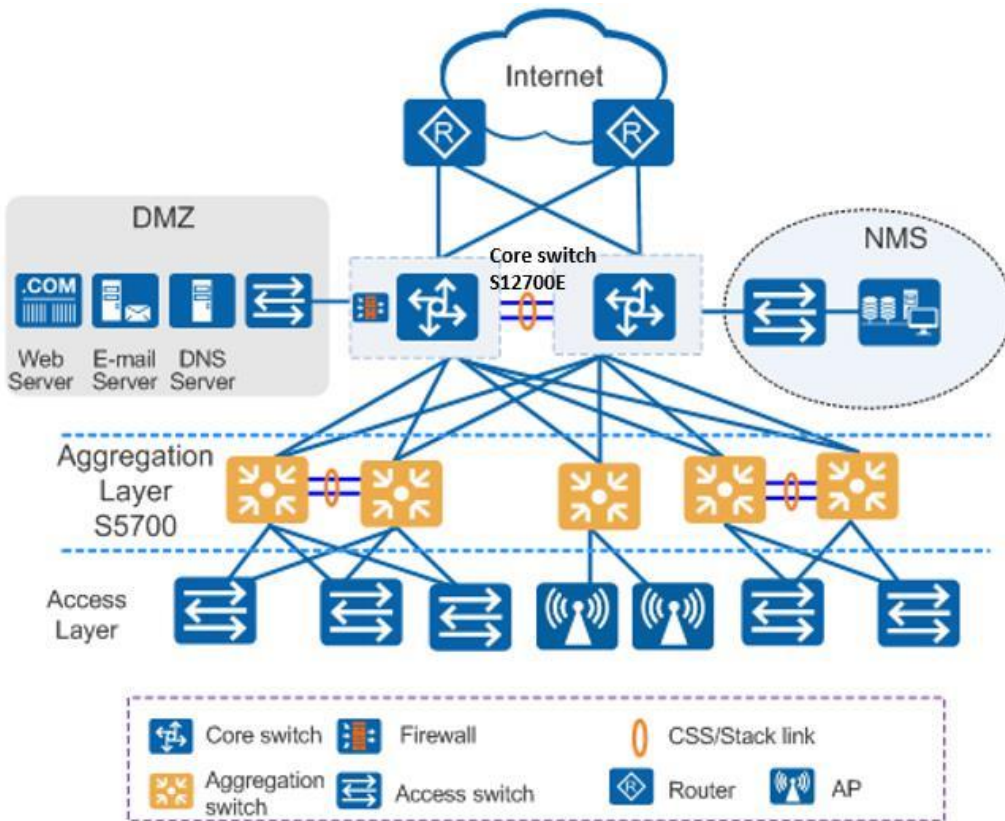 Internet
R
R
DMZ
.COM
Web
Server
E-mail
Server
DNS
Server
Core switch
S12700E
NMS
Aggregation
Layer
S5700
Access
Layer
Core switch
Firewall
CSS/Stack link
Aggregation
switch
Access switch
R
Router
AP